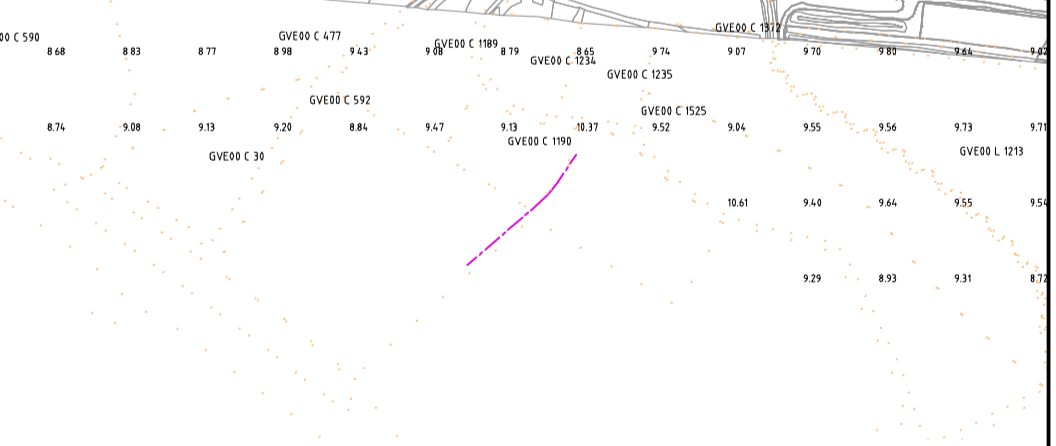 GVE00 C 1372
00 C 590
GVE00 C 477
GVE00 C 1189
8.68 8.83 8.77 8.98 9.43 9.08 8.79 8.65 9.74 9.07 9.70 9.80 9.64 9.02
GVE00 C 1234
GVE00 C 1235
GVE00 C 592
GVE00 C 1525
8.74 9.08 9.13 9.20 8.84 9.47 9.13 10.37 9.52 9.04 9.55 9.56 9.73 9.71
GVE00 C 1190
GVE00 L 1213
GVE00 C 30
10.61 9.40 9.64 9.55 9.54
9.29 8.93 9.31 8.72